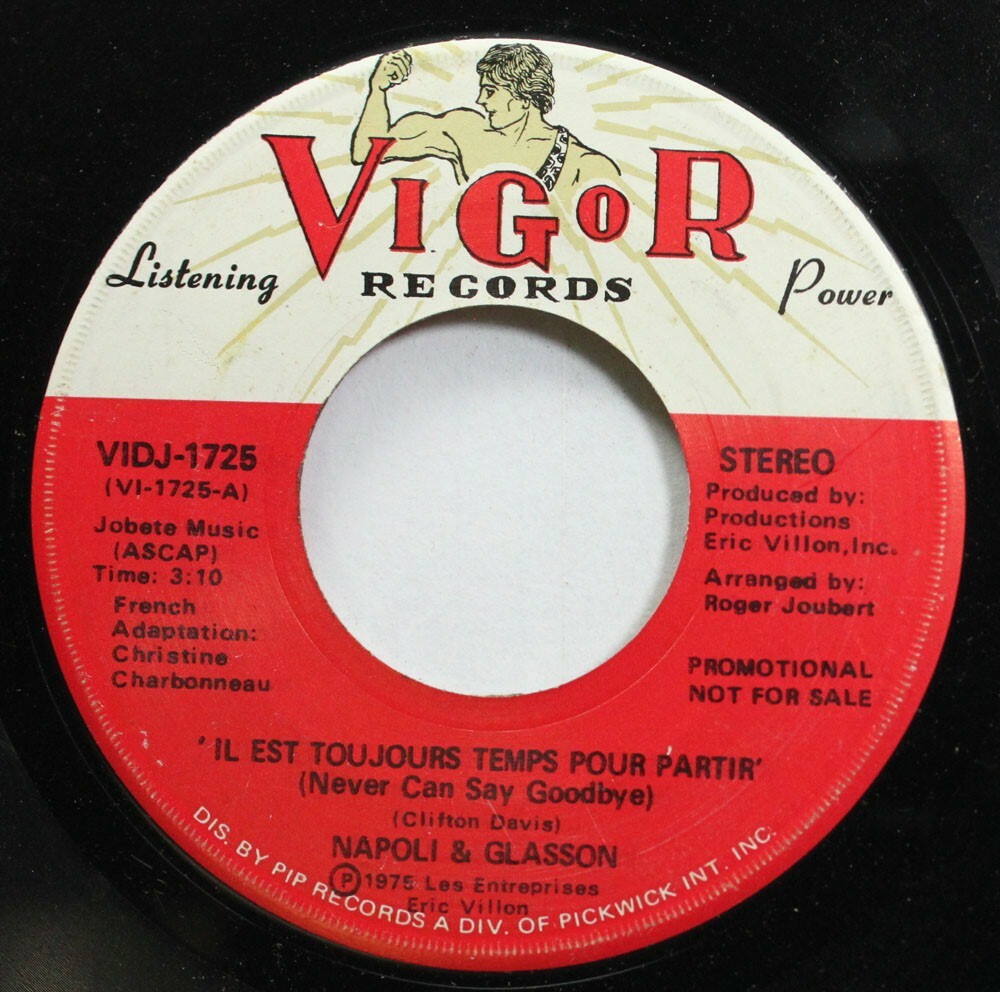 VIGOR
RECORDS
Listening
Power
VIDJ-1725
(VI-1725-A)
Jobete Music
(ASCAP)
Time: 3:10
French
Adaptation:
Christine
Charbonneau
STEREO
Produced by:
Productions
Eric Villon,Inc.
Arranged by:
Roger Joubert
PROMOTIONAL
NOT FOR SALE
'IL EST TOUJOURS TEMPS POUR PARTIR'
(Never Can Say Goodbye)
(Clifton Davis)
NAPOLI & GLASSON
Ⓟ1975 Les Entreprises
Eric Villon
DIS. BY PIP RECORDS A DIV. OF PICKWICK INT. INC.